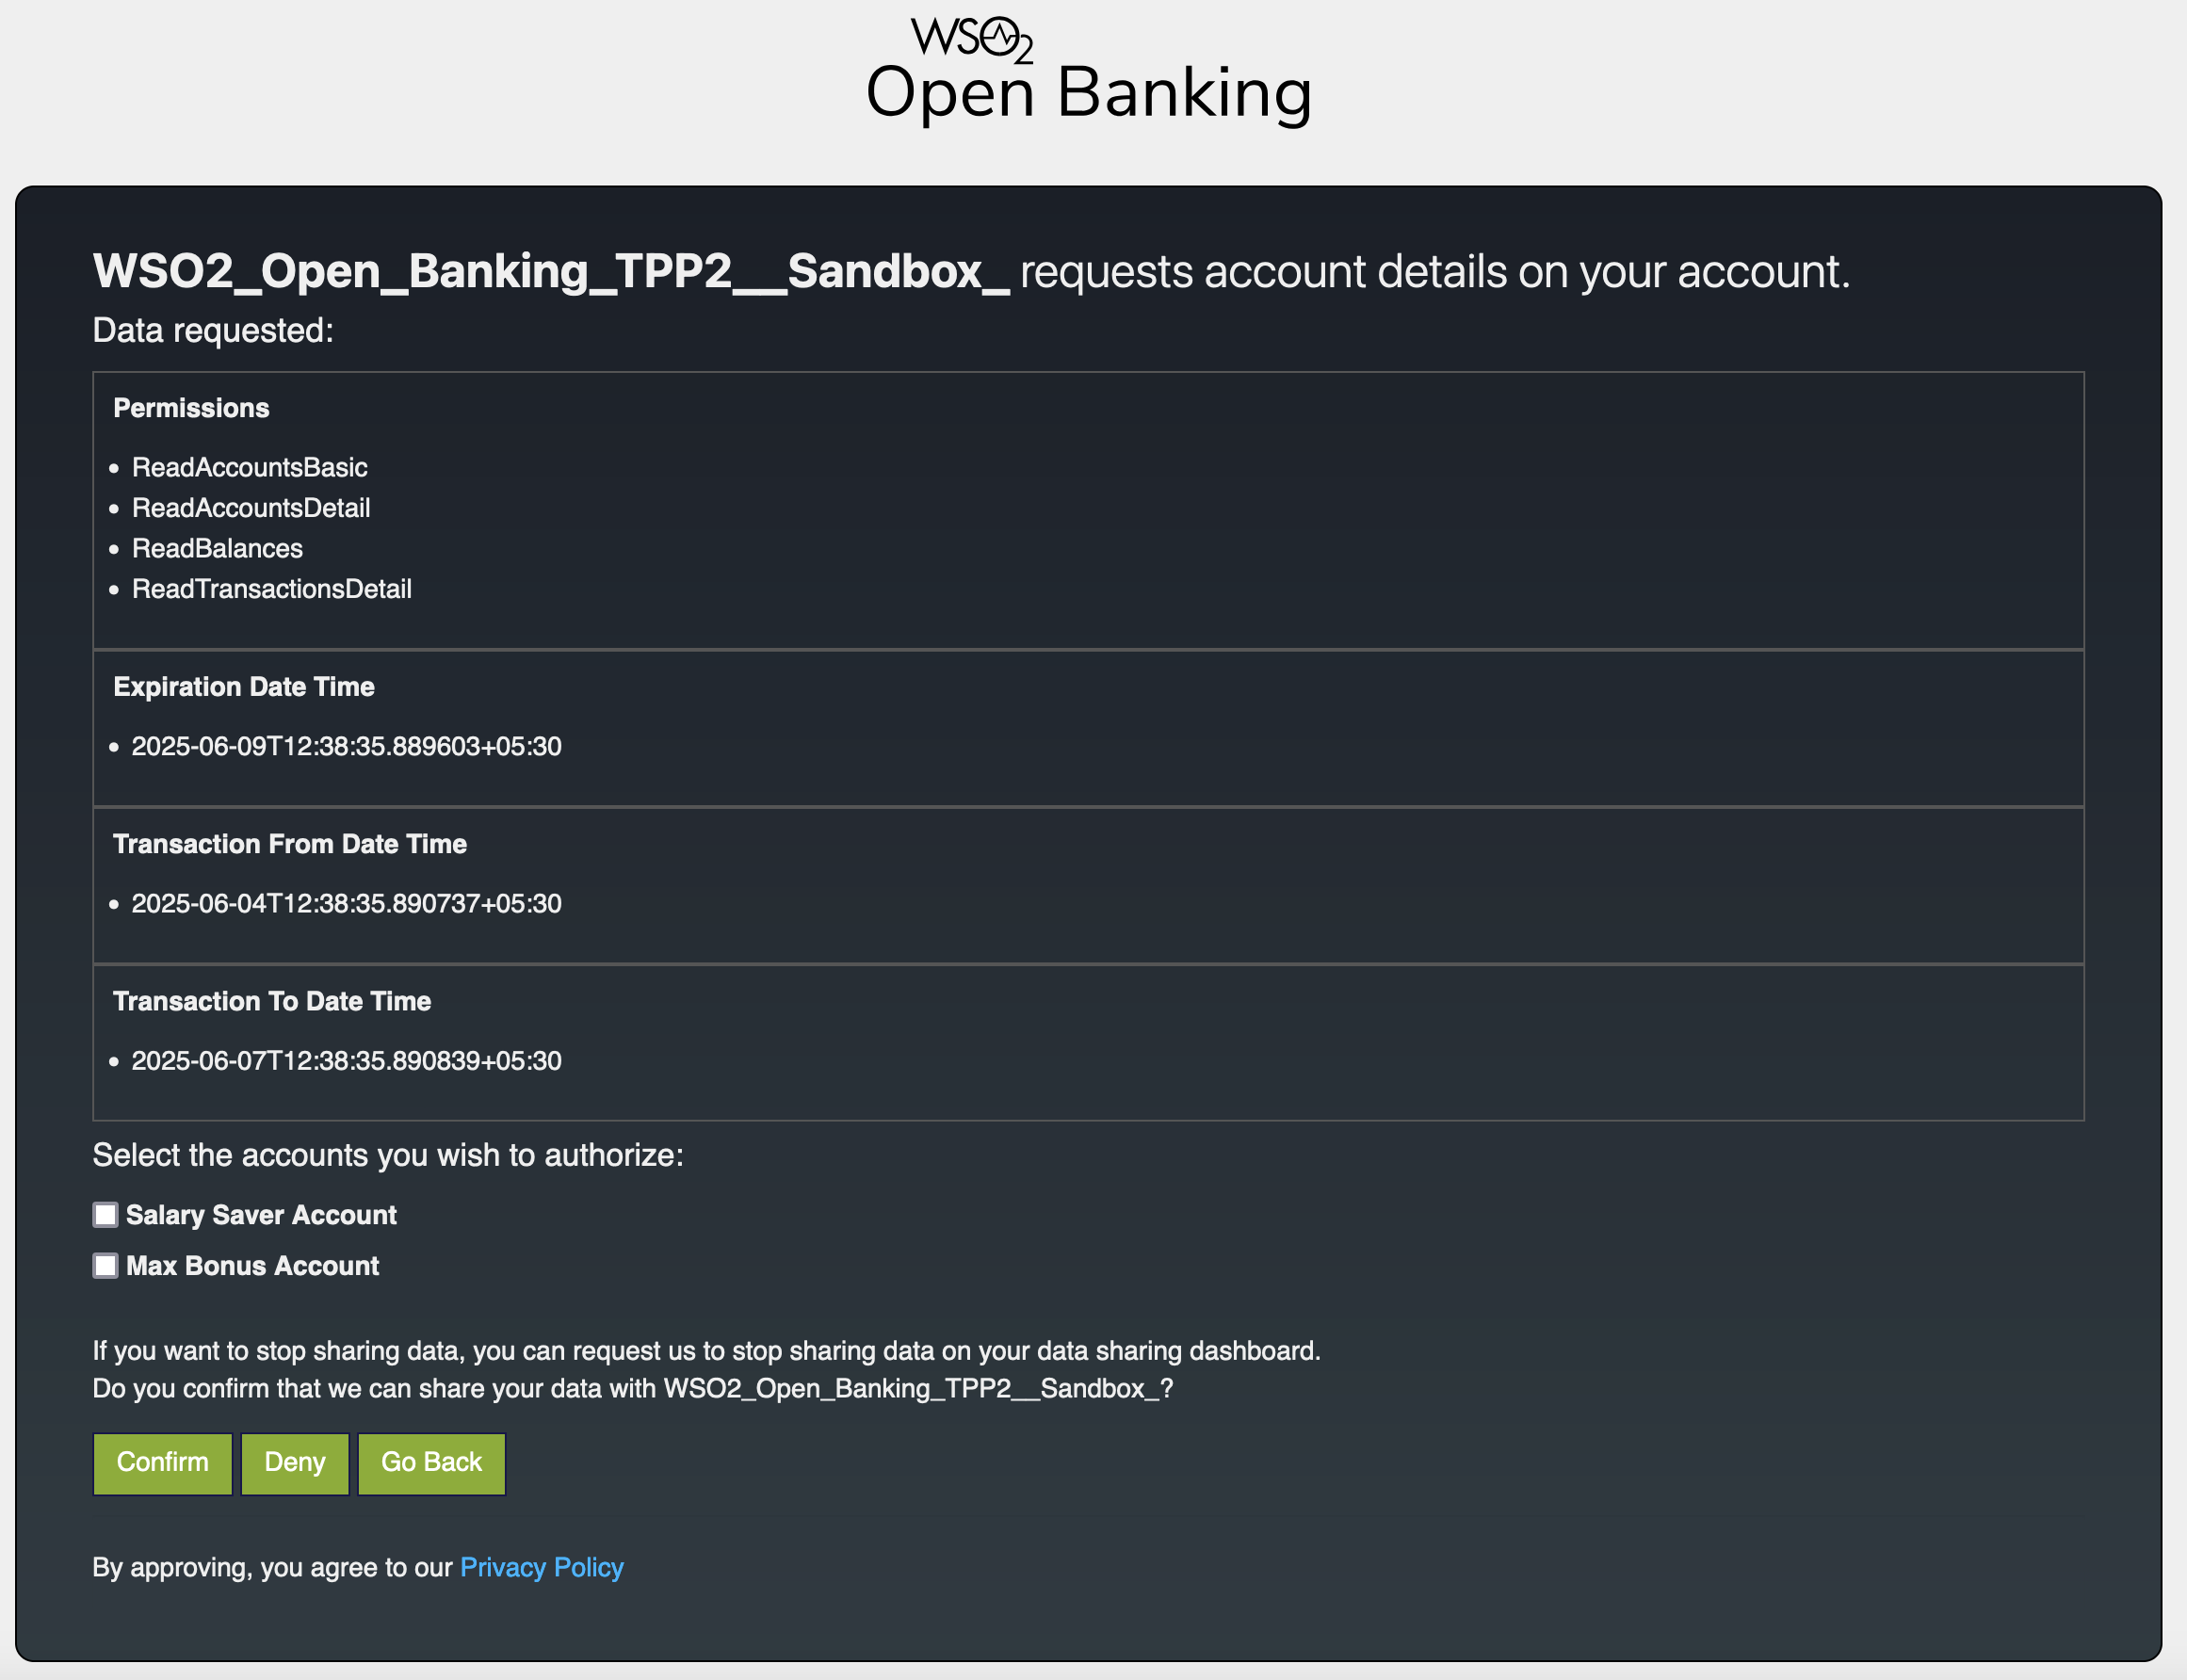 WSO2
Open Banking
WSO2_Open_Banking_TPP2__Sandbox_ requests account details on your account.
Data requested:
Permissions
• ReadAccountsBasic
• ReadAccountsDetail
• ReadBalances
• ReadTransactionsDetail
Expiration Date Time
• 2025-06-09T12:38:35.889603+05:30
Transaction From Date Time
• 2025-06-04T12:38:35.890737+05:30
Transaction To Date Time
• 2025-06-07T12:38:35.890839+05:30
Select the accounts you wish to authorize:
Salary Saver Account
Max Bonus Account
If you want to stop sharing data, you can request us to stop sharing data on your data sharing dashboard.
Do you confirm that we can share your data with WSO2_Open_Banking_TPP2__Sandbox_?
Confirm Deny Go Back
By approving, you agree to our Privacy Policy